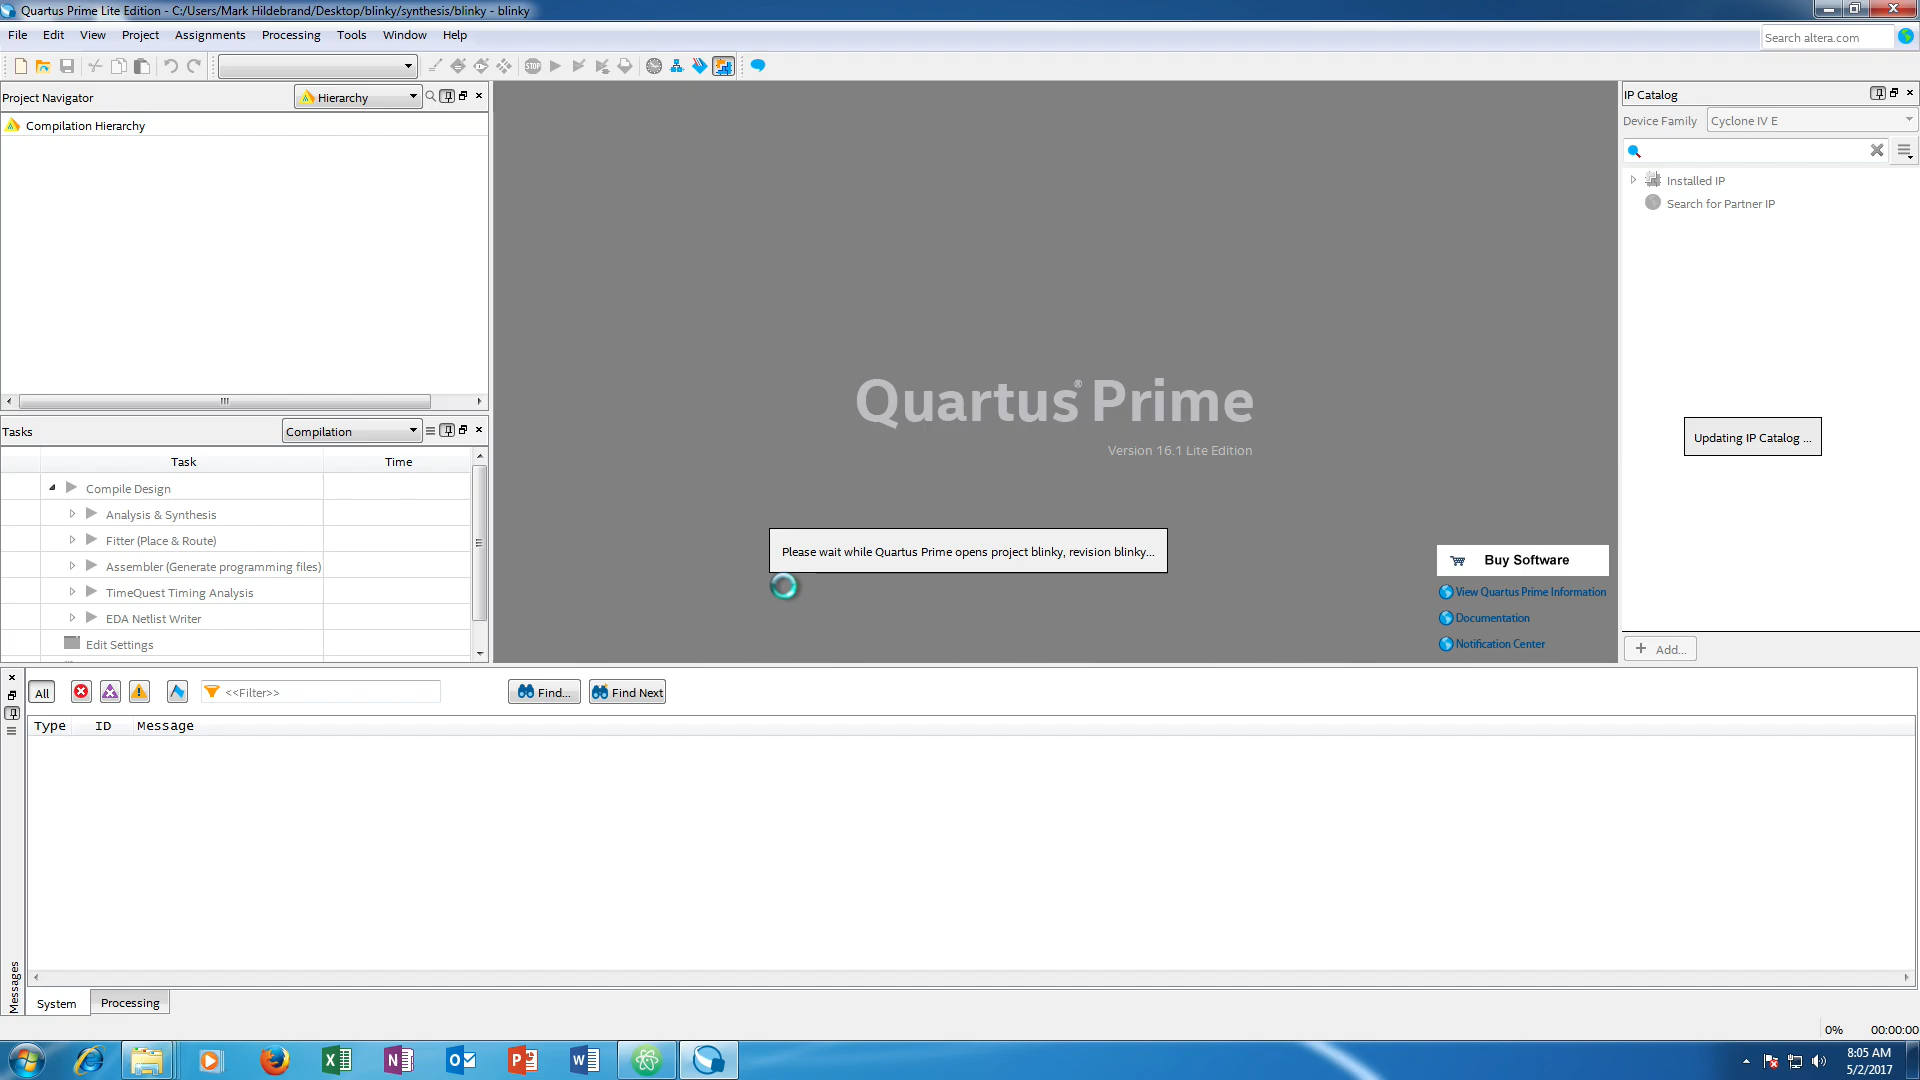 Quartus Prime Lite Edition - C:/Users/Mark Hildebrand/Desktop/blinky/synthesis/blinky - blinky
File Edit View Project Assignments Processing Tools Window Help
Search altera.com
Project Navigator
Hierarchy
Compilation Hierarchy
Tasks
Compilation
Task Time
Compile Design
Analysis & Synthesis
Fitter (Place & Route)
Assembler (Generate programming files)
TimeQuest Timing Analysis
EDA Netlist Writer
Edit Settings
Quartus® Prime
Version 16.1 Lite Edition
Please wait while Quartus Prime opens project blinky, revision blinky...
Buy Software
View Quartus Prime Information
Documentation
Notification Center
IP Catalog
Device Family Cyclone IV E
Installed IP
Search for Partner IP
Updating IP Catalog ...
+ Add...
All
<<Filter>>
Find...
Find Next
Type ID Message
Messages
System Processing
0% 00:00:00
8:05 AM
5/2/2017